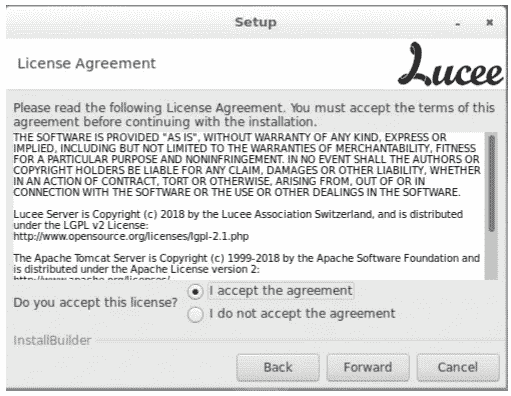 Setup
License Agreement
Lucee
Please read the following License Agreement. You must accept the terms of this
agreement before continuing with the installation.
THE SOFTWARE IS PROVIDED "AS IS", WITHOUT WARRANTY OF ANY KIND, EXPRESS OR
IMPLIED, INCLUDING BUT NOT LIMITED TO THE WARRANTIES OF MERCHANTABILITY, FITNESS
FOR A PARTICULAR PURPOSE AND NONINFRINGEMENT. IN NO EVENT SHALL THE AUTHORS OR
COPYRIGHT HOLDERS BE LIABLE FOR ANY CLAIM, DAMAGES OR OTHER LIABILITY, WHETHER
IN AN ACTION OF CONTRACT, TORT OR OTHERWISE, ARISING FROM, OUT OF OR IN
CONNECTION WITH THE SOFTWARE OR THE USE OR OTHER DEALINGS IN THE SOFTWARE.
Lucee Server is Copyright (c) 2018 by the Lucee Association Switzerland, and is distributed
under the LGPL v2 License:
http://www.opensource.org/licenses/lgpl-2.1.php
The Apache Tomcat Server is Copyright (c) 1999-2018 by the Apache Software Foundation and
is distributed under the Apache License version 2:
http://www.apache.org/licenses/
Do you accept this license?
I accept the agreement
I do not accept the agreement
InstallBuilder
Back
Forward
Cancel